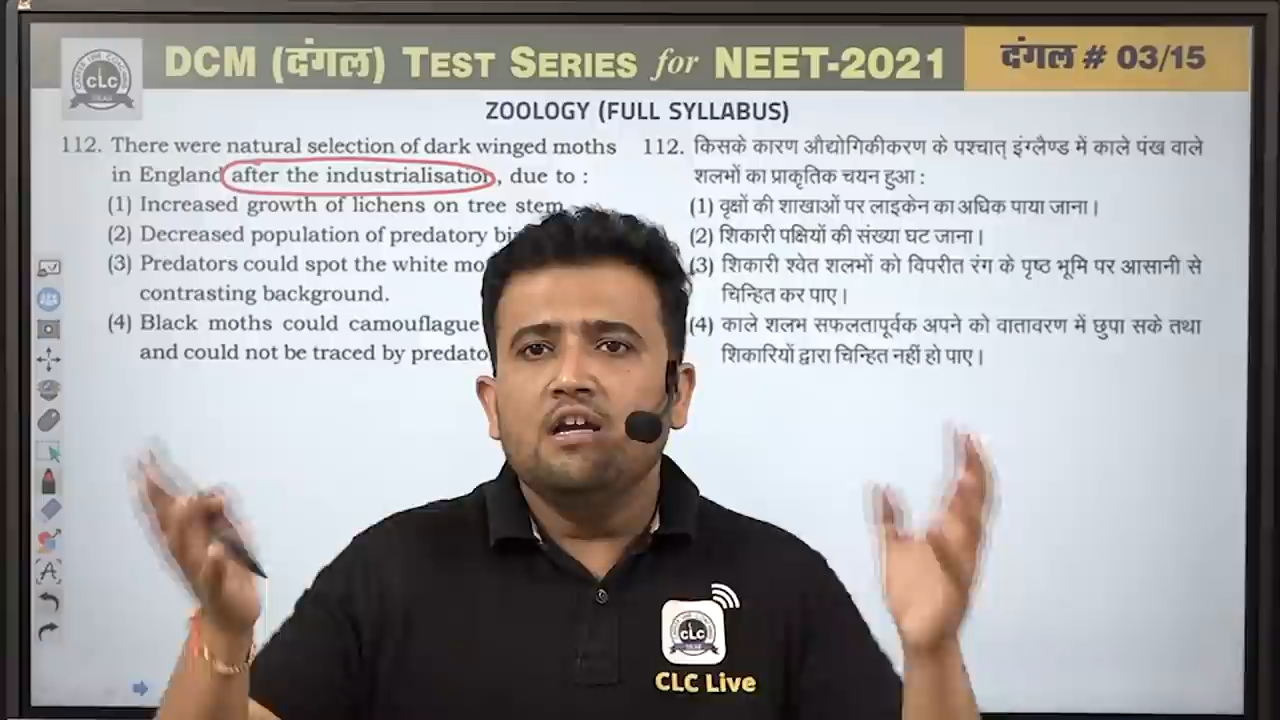 DCM (दंगल) TEST SERIES for NEET-2021
दंगल # 03/15
CLC
ZOOLOGY (FULL SYLLABUS)
112. There were natural selection of dark winged moths
in England after the industrialisation, due to :
(1) Increased growth of lichens on tree stem
(2) Decreased population of predatory
(3) Predators could spot the white
contrasting background.
(4) Black moths could camouflague
and could not be traced by
112. किसके कारण औद्योगिकीकरण के पश्चात् इंग्लैण्ड में काले पंख वाले
शलभों का प्राकृतिक चयन हुआ :
(1) वृक्षों की शाखाओं पर लाइकेन का अधिक पाया जाना।
(2) शिकारी पक्षियों की संख्या घट जाना।
(3) शिकारी श्वेत शलभों को विपरीत रंग के पृष्ठ भूमि पर आसानी से
चिन्हित कर पाए।
(4) काले शलभ सफलतापूर्वक अपने को वातावरण में छुपा सके तथा
शिकारियों द्वारा चिन्हित नहीं हो पाए।
CLC
CLC Live